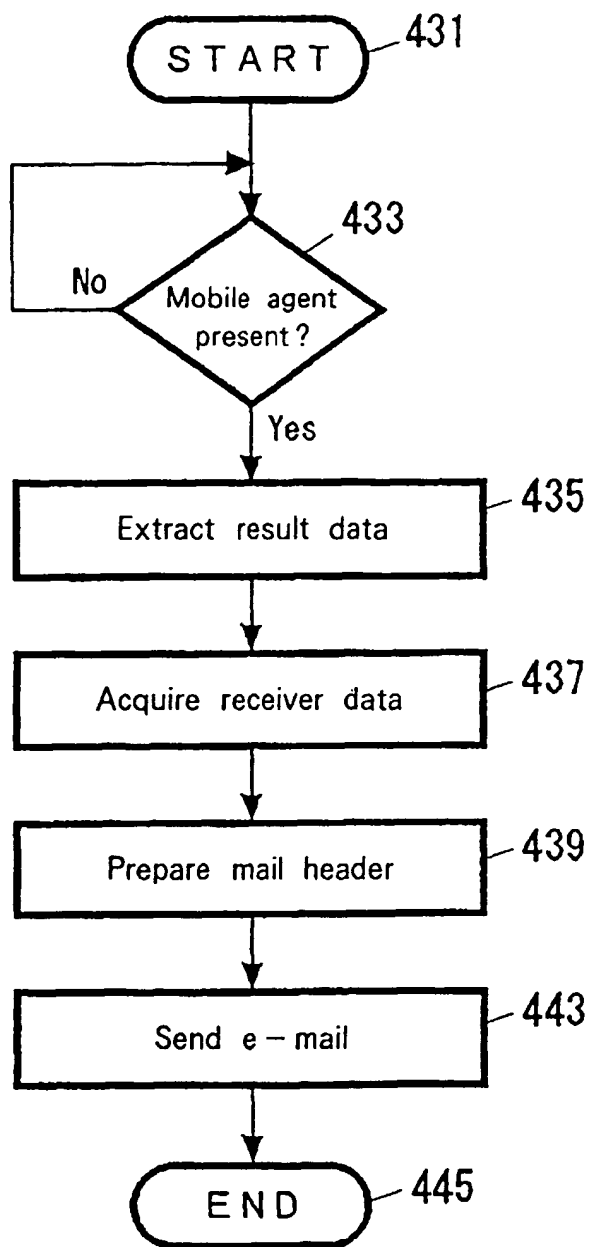 START
431
433
Mobile agent
present?
No
Yes
435
Extract result data
437
Acquire receiver data
439
Prepare mail header
443
Send e-mail
445
END